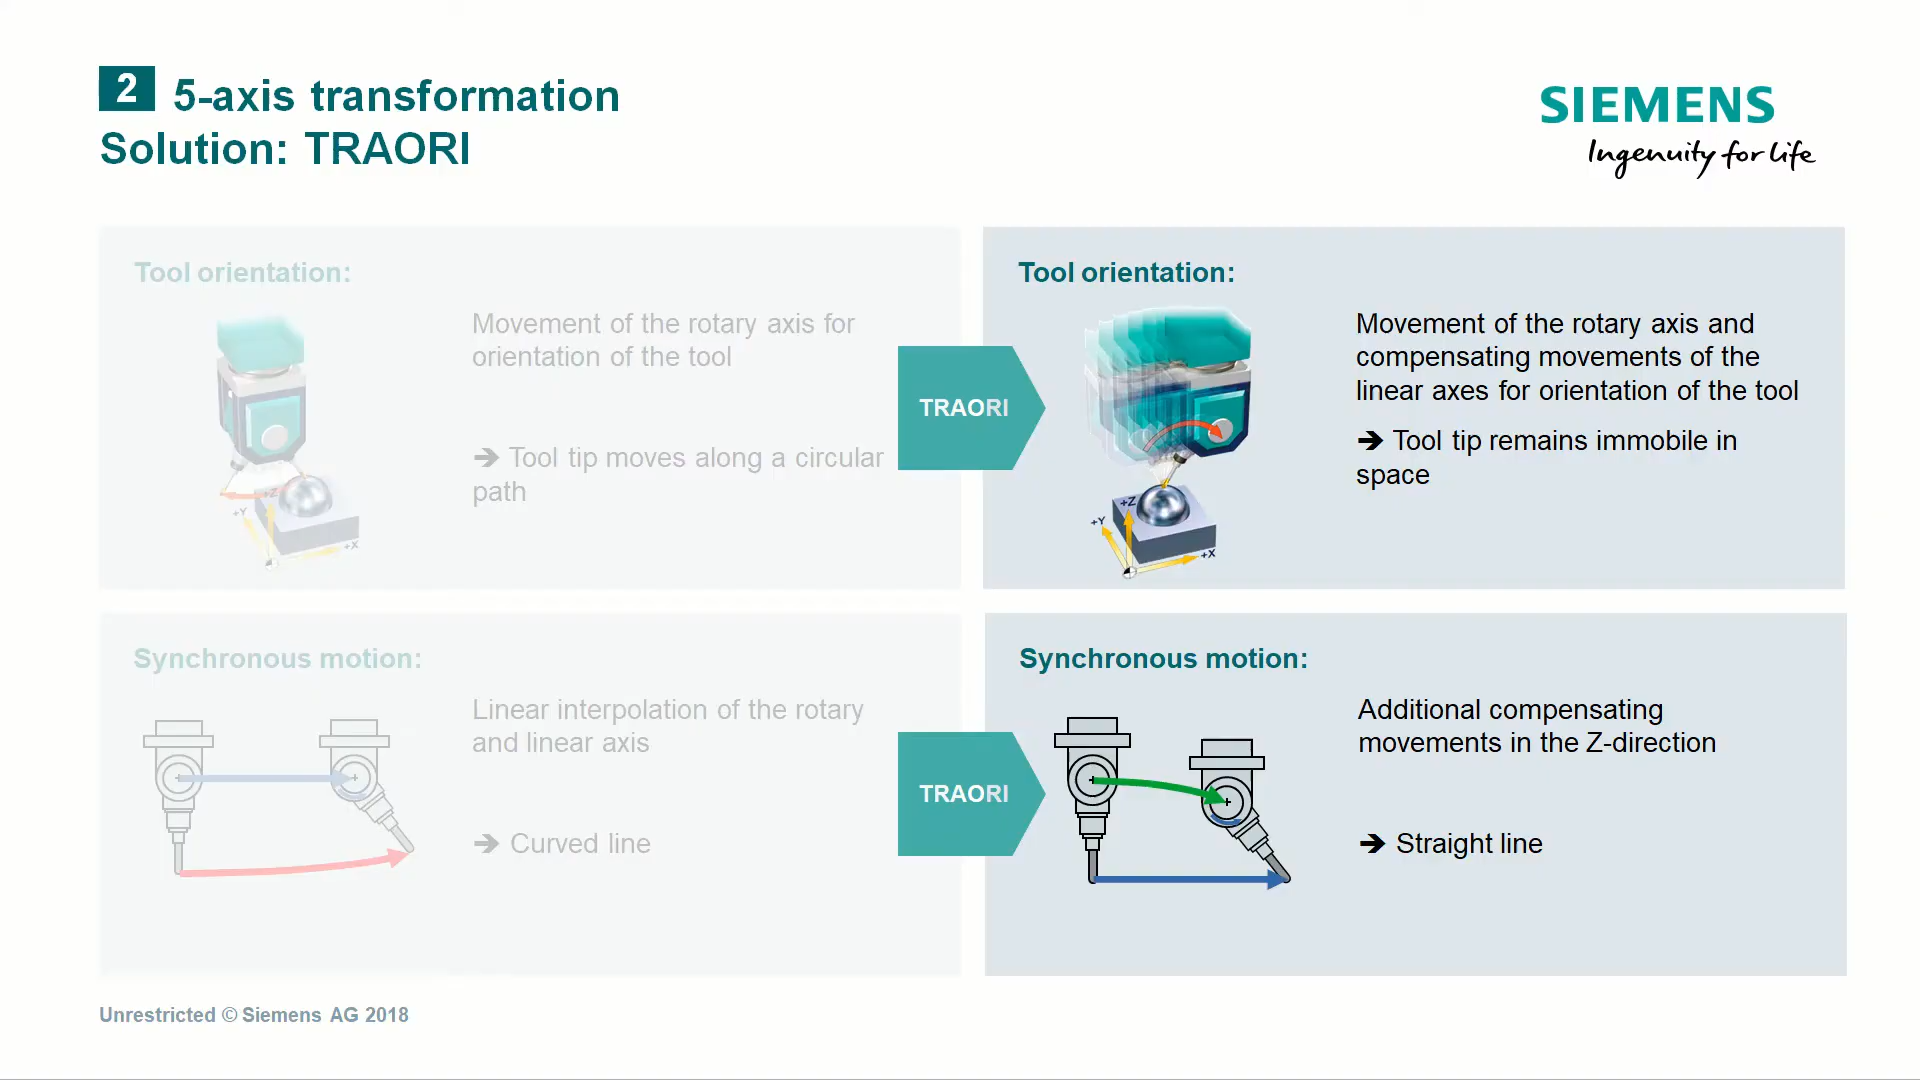 2 5-axis transformation
Solution: TRAORI
SIEMENS
Ingenuity for life
Tool orientation:
Movement of the rotary axis for
orientation of the tool
➔ Tool tip moves along a circular
path
+Z
+Y
+X
TRAORI
Tool orientation:
Movement of the rotary axis and
compensating movements of the
linear axes for orientation of the tool
➔ Tool tip remains immobile in
space
+Z
+Y
+X
Synchronous motion:
Linear interpolation of the rotary
and linear axis
➔ Curved line
TRAORI
Synchronous motion:
Additional compensating
movements in the Z-direction
➔ Straight line
Unrestricted © Siemens AG 2018